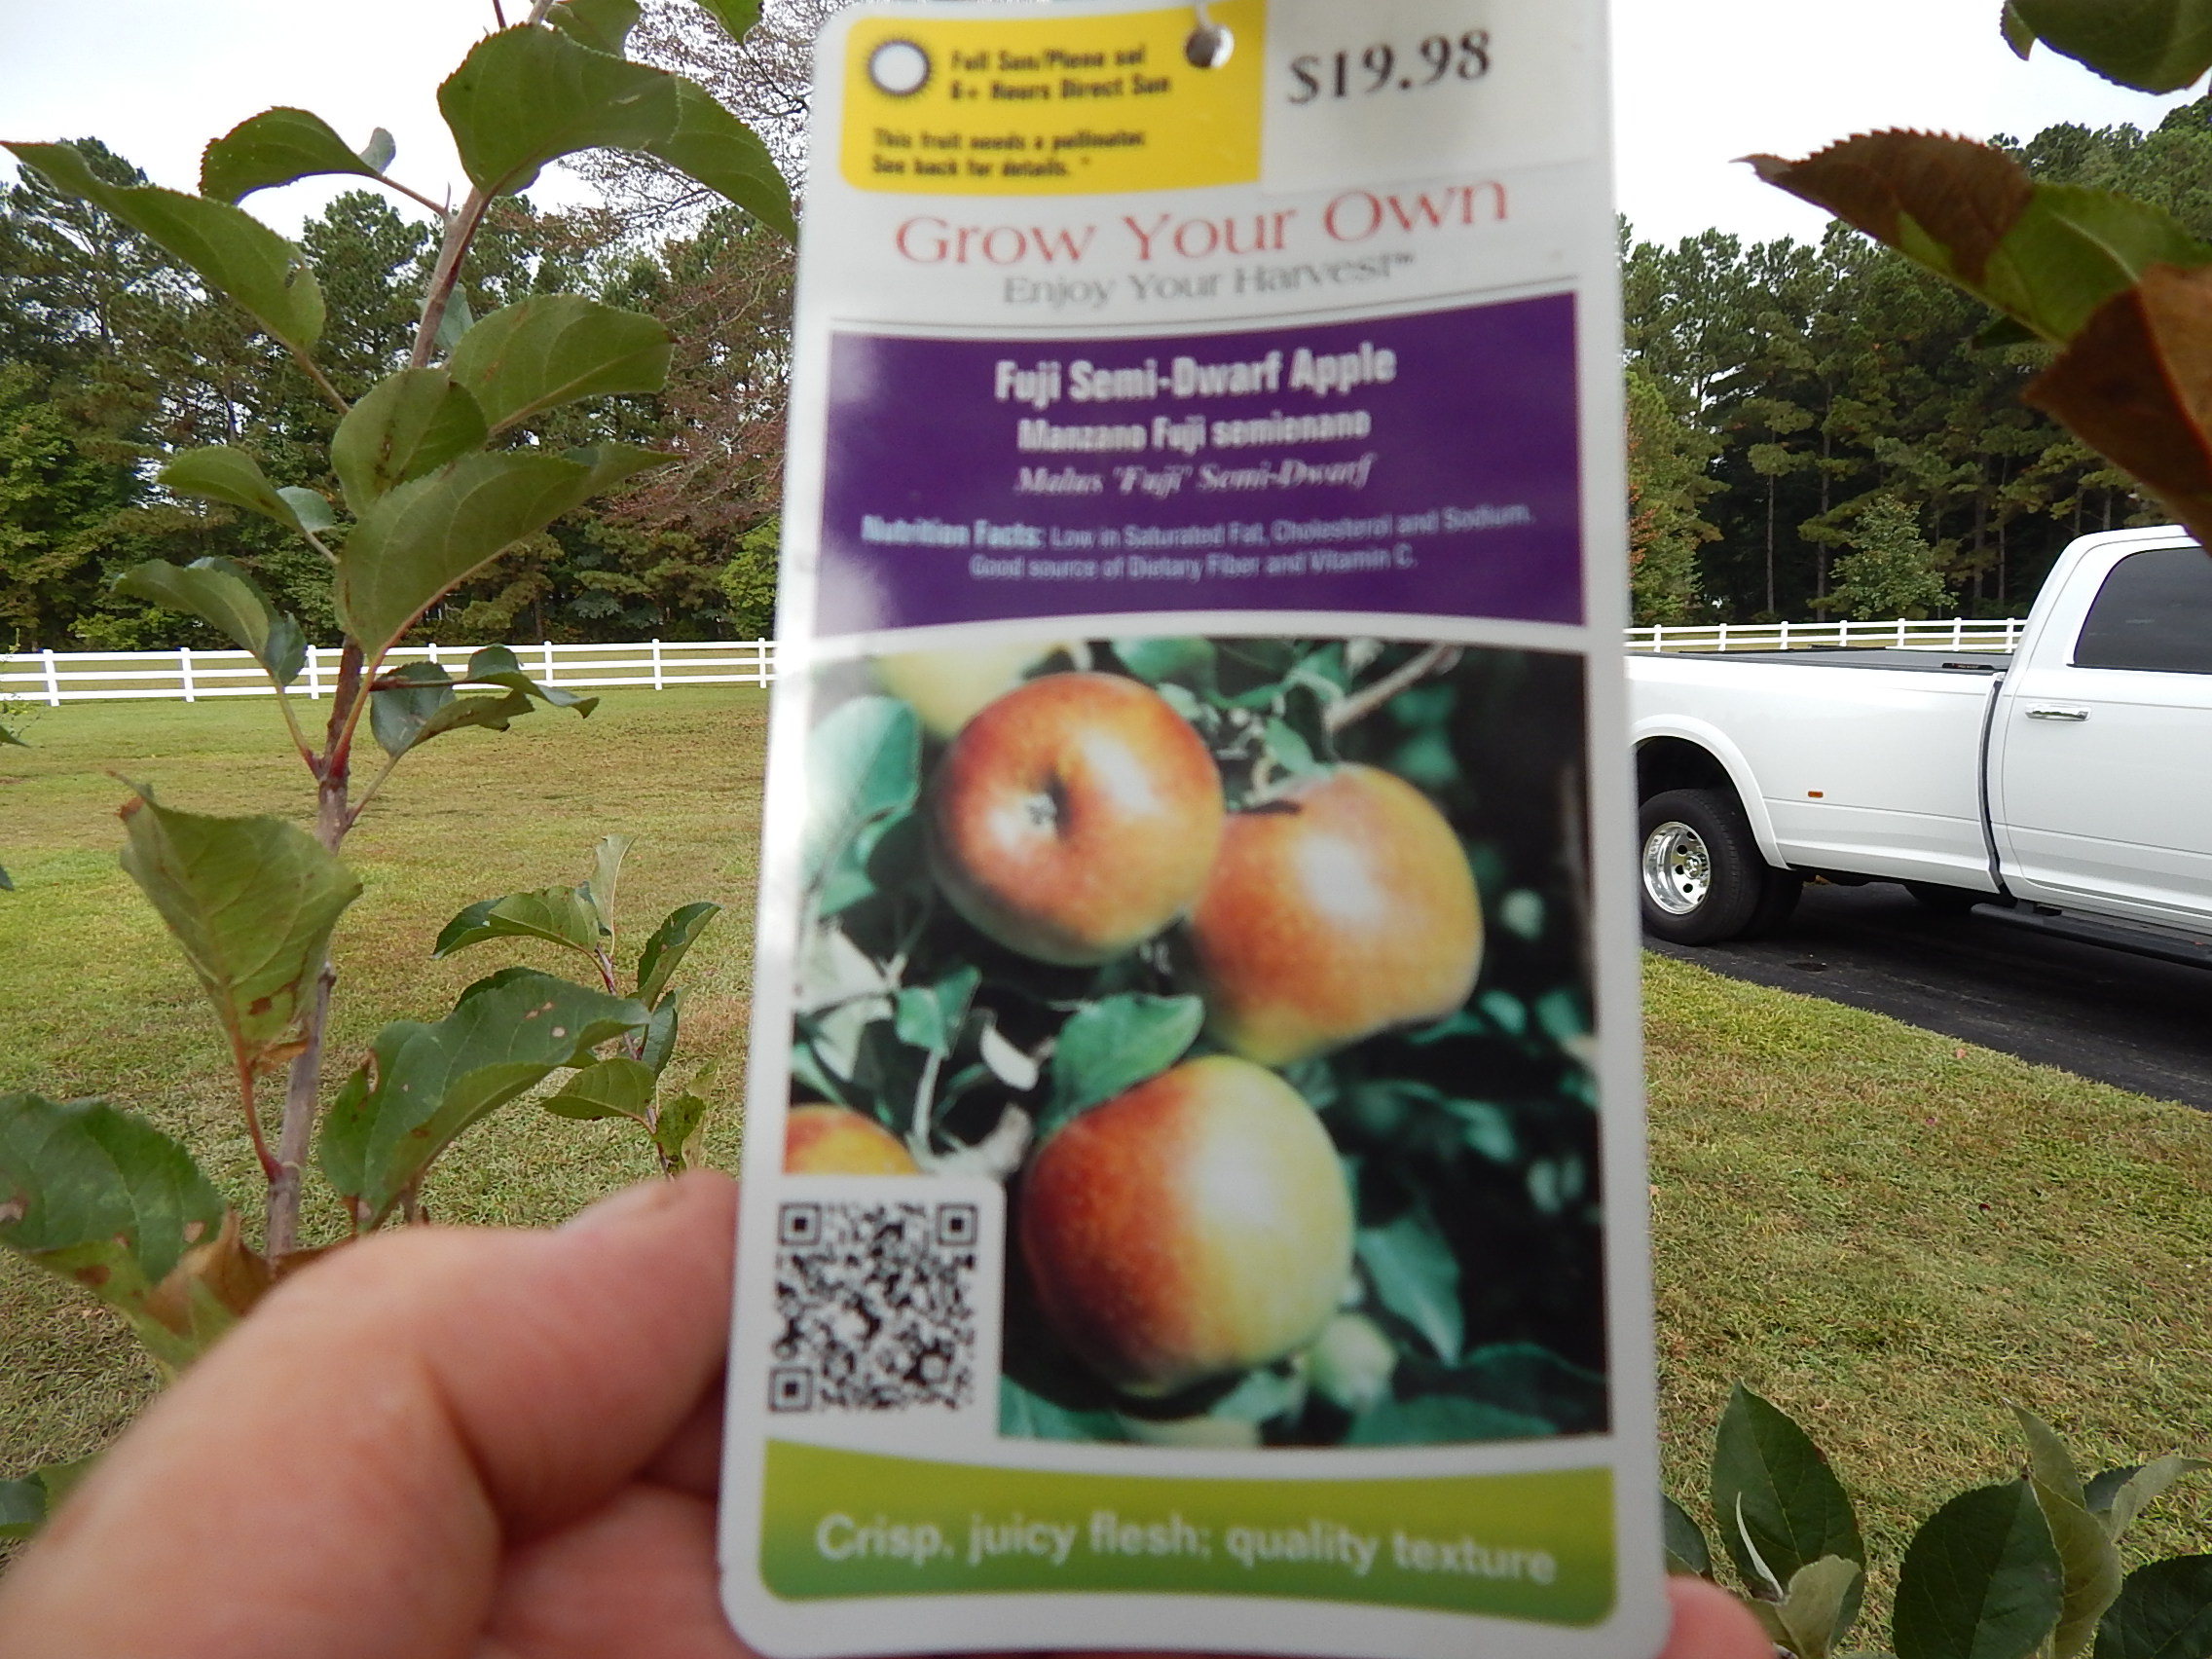 Full Sun/Pleno sol
6+ Hours Direct Sun
This fruit needs a pollinator.
See back for details. *
$19.98
Grow Your Own
Enjoy Your Harvest™
Fuji Semi-Dwarf Apple
Manzano Fuji semienano
Malus 'Fuji' Semi-Dwarf
Nutrition Facts: Low in Saturated Fat, Cholesterol and Sodium.
Good source of Dietary Fiber and Vitamin C.
Crisp, juicy flesh; quality texture